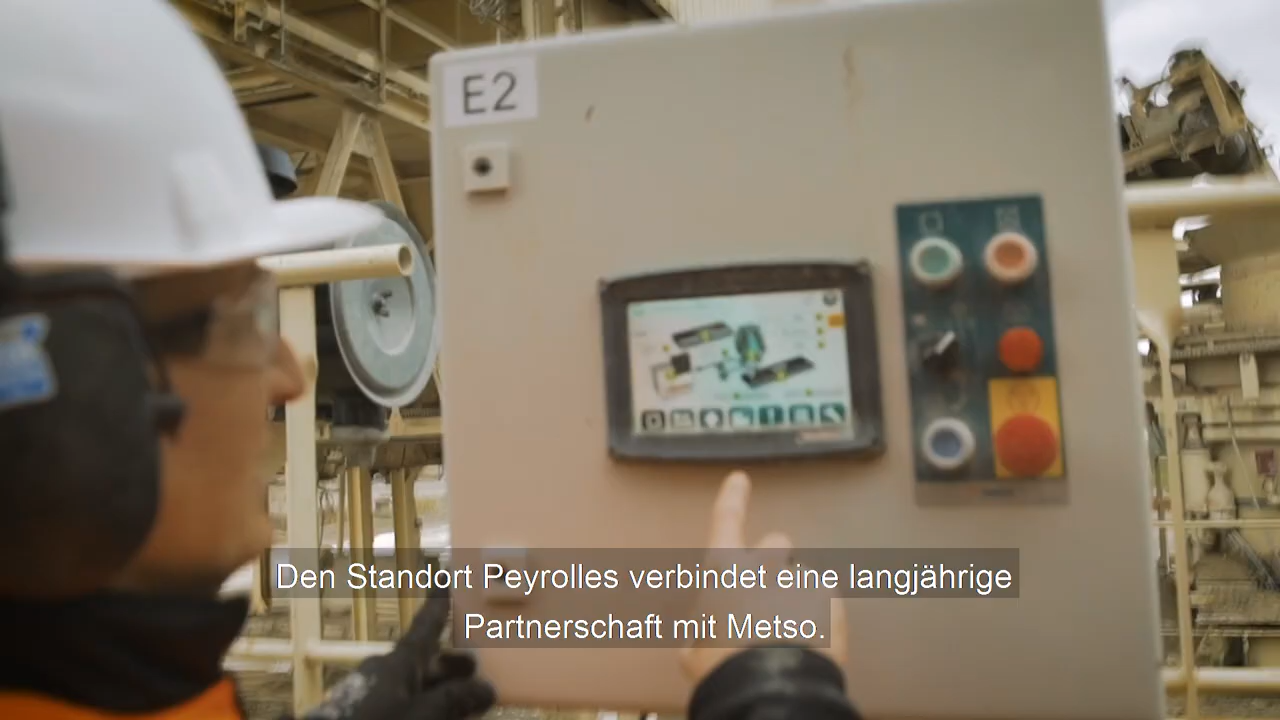 E2
Den Standort Peyrolles verbindet eine langjährige
Partnerschaft mit Metso.